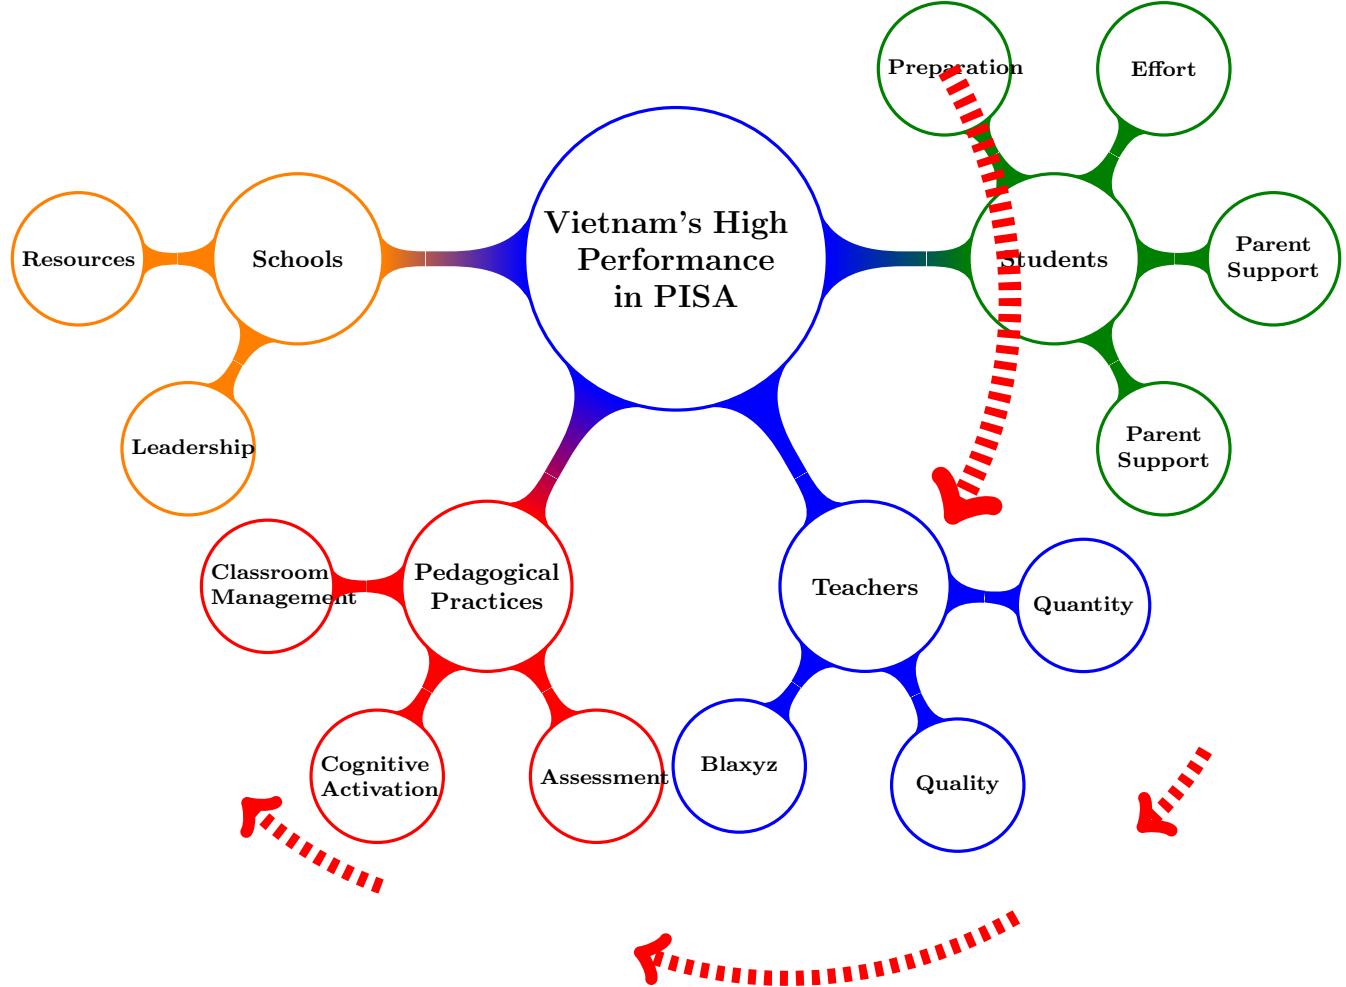 Preparation
Effort
Vietnam's High
Performance
in PISA
Resources
Schools
Students
Parent
Support
Leadership
Parent
Support
Classroom
Management
Pedagogical
Practices
Teachers
Quantity
Cognitive
Activation
Assessment
Blaxyz
Quality